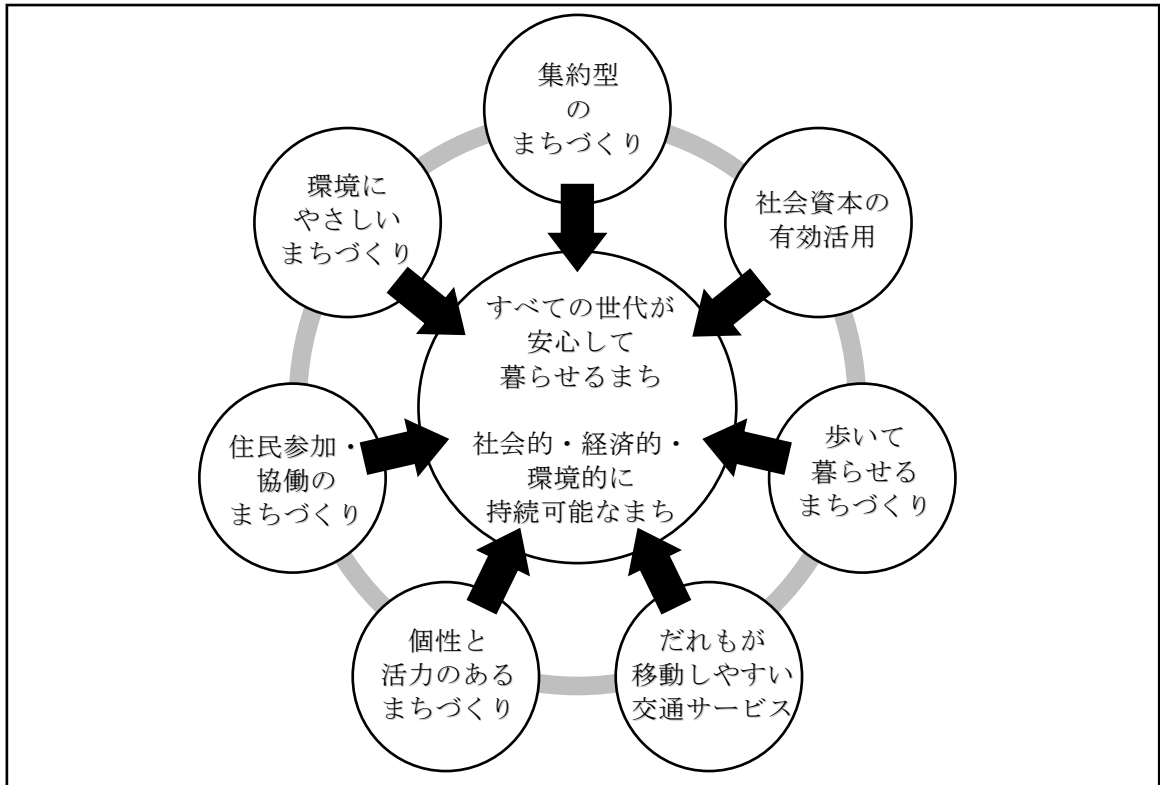 集約型
の
まちづくり
社会資本の
有効活用
歩いて
暮らせる
まちづくり
だれもが
移動しやすい
交通サービス
個性と
活力のある
まちづくり
住民参加・
協働の
まちづくり
環境に
やさしい
まちづくり
すべての世代が
安心して
暮らせるまち
社会的・経済的・
環境的に
持続可能なまち